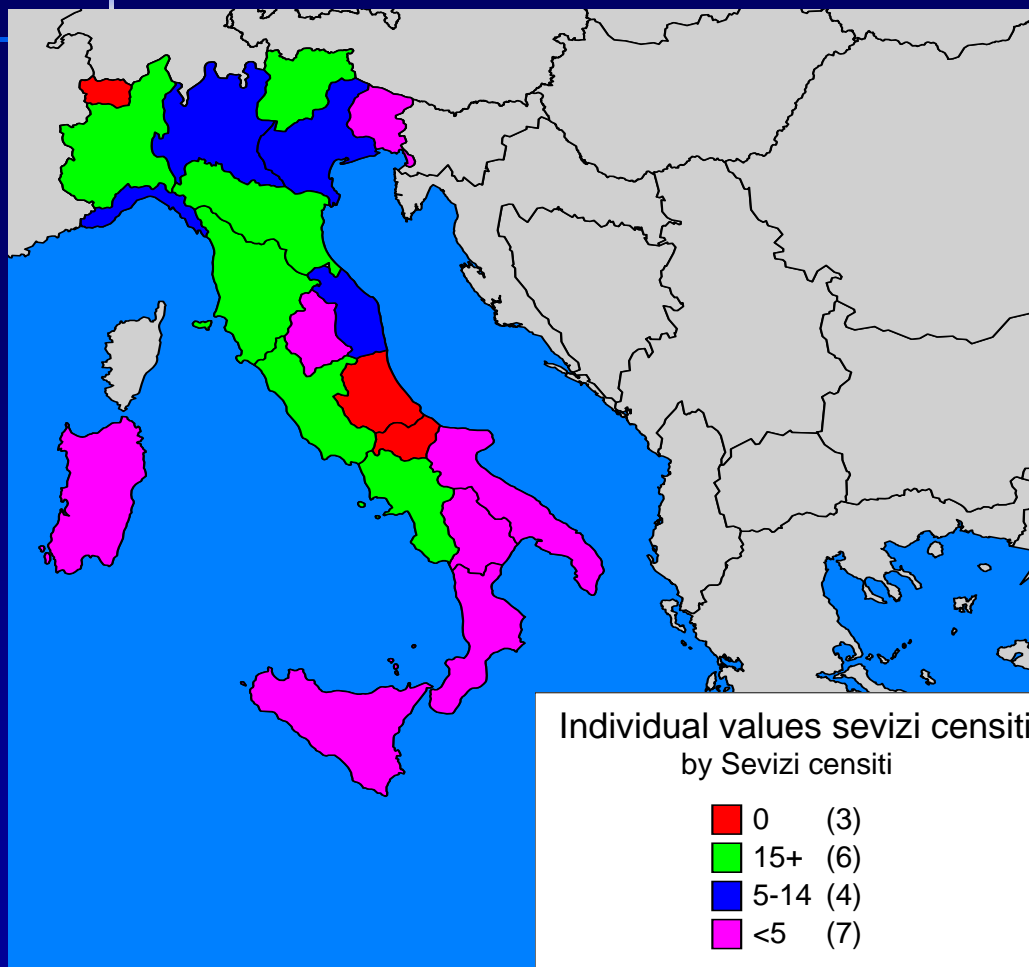 Individual values sevizi censiti
by Sevizi censiti
0 (3)
15+ (6)
5-14 (4)
<5 (7)